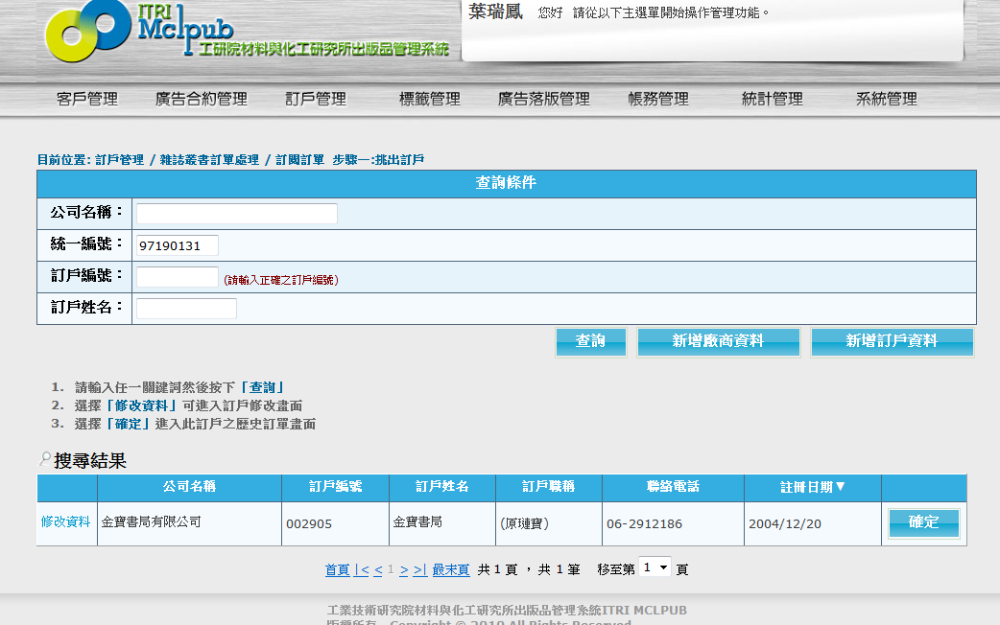 ITRI
Mclpub
工研院材料與化工研究所出版品管理系統
葉瑞鳳 您好 請從以下主選單開始操作管理功能。
客戶管理 廣告合約管理 訂戶管理 標籤管理 廣告落版管理 帳務管理 統計管理 系統管理
目前位置: 訂戶管理 / 雜誌叢書訂單處理 / 訂閱訂單 步驟一:挑出訂戶
查詢條件
公司名稱：
統一編號： 97190131
訂戶編號： (請輸入正確之訂戶編號)
訂戶姓名：
查詢 新增廠商資料 新增訂戶資料
1. 請輸入任一關鍵詞然後按下「查詢」
2. 選擇「修改資料」可進入訂戶修改畫面
3. 選擇「確定」進入此訂戶之歷史訂單畫面
搜尋結果
公司名稱 訂戶編號 訂戶姓名 訂戶職稱 聯絡電話 註冊日期▼
修改資料 金寶書局有限公司 002905 金寶書局 (原璉寶) 06-2912186 2004/12/20 確定
首頁 |< < 1 > >| 最末頁 共 1 頁 ， 共 1 筆 移至第 1 頁
工業技術研究院材料與化工研究所出版品管理系統ITRI MCLPUB
版權所有 Copyright © 2010 All Rights Reserved